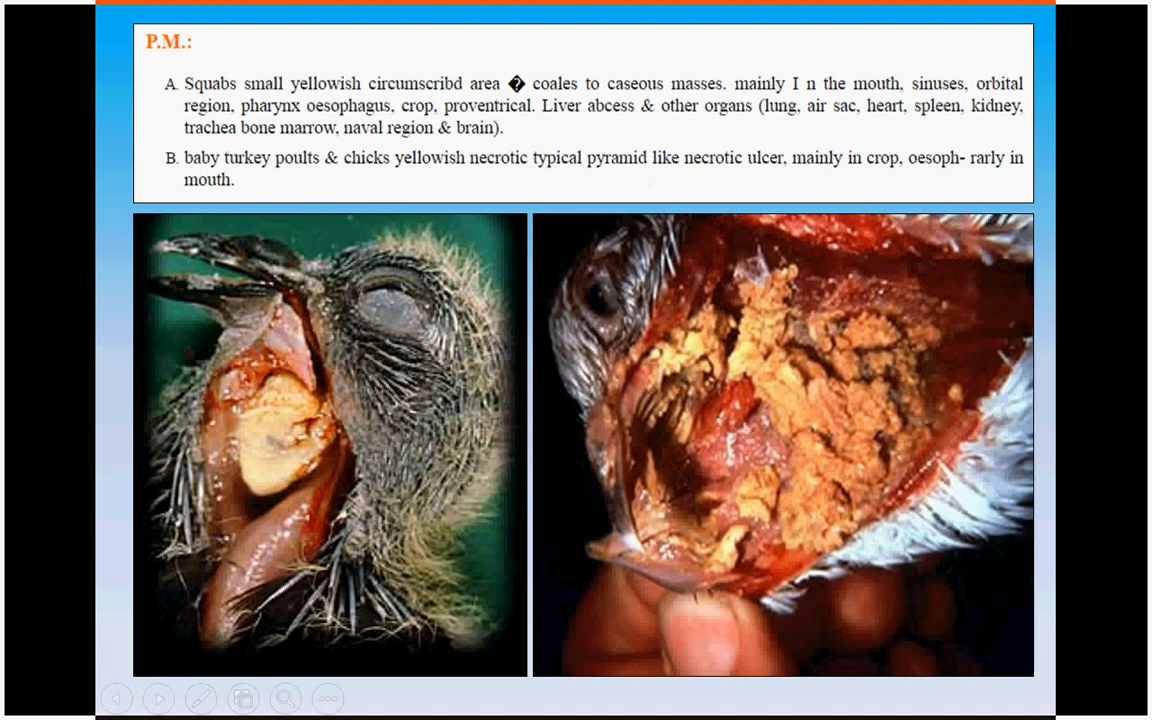 P.M.:
A. Squabs small yellowish circumscribd area � coales to caseous masses. mainly I n the mouth, sinuses, orbital
region, pharynx oesophagus, crop, proventrical. Liver abcess & other organs (lung, air sac, heart, spleen, kidney,
trachea bone marrow, naval region & brain).
B. baby turkey poults & chicks yellowish necrotic typical pyramid like necrotic ulcer, mainly in crop, oesoph- rarly in
mouth.